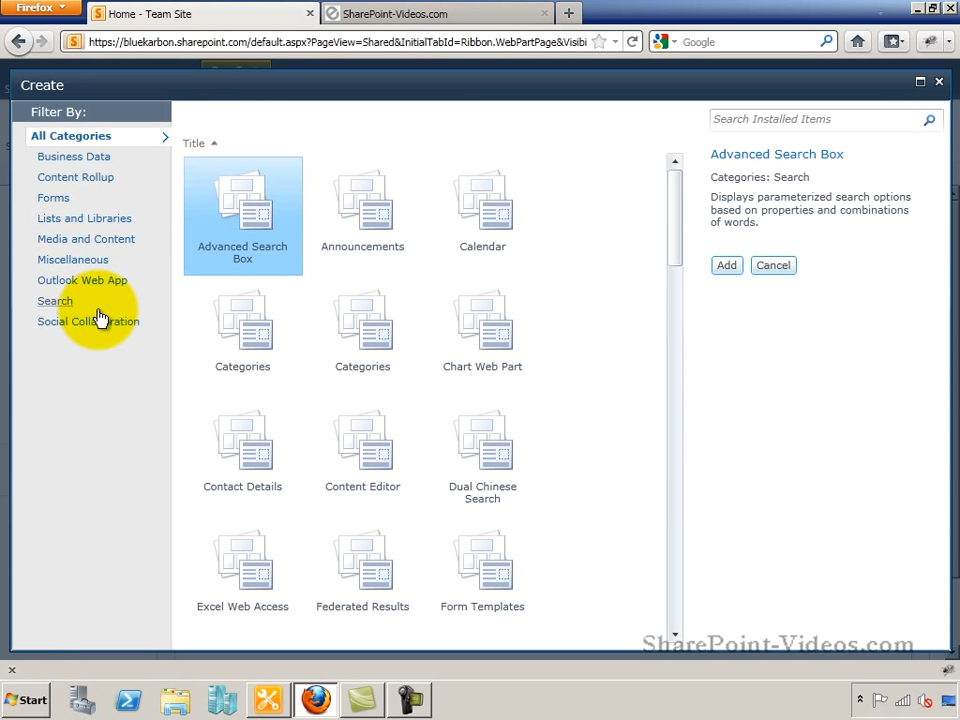 Firefox
Home - Team Site
SharePoint-Videos.com
https://bluekarbon.sharepoint.com/default.aspx?PageView=Shared&InitialTabId=Ribbon.WebPartPage&Visibi
Google
Create
Filter By:
All Categories
Business Data
Content Rollup
Forms
Lists and Libraries
Media and Content
Miscellaneous
Outlook Web App
Search
Social Collaboration
Title
Advanced Search
Box
Announcements
Calendar
Categories
Categories
Chart Web Part
Contact Details
Content Editor
Dual Chinese
Search
Excel Web Access
Federated Results
Form Templates
Search Installed Items
Advanced Search Box
Categories: Search
Displays parameterized search options
based on properties and combinations
of words.
Add
Cancel
SharePoint-Videos.com
Start